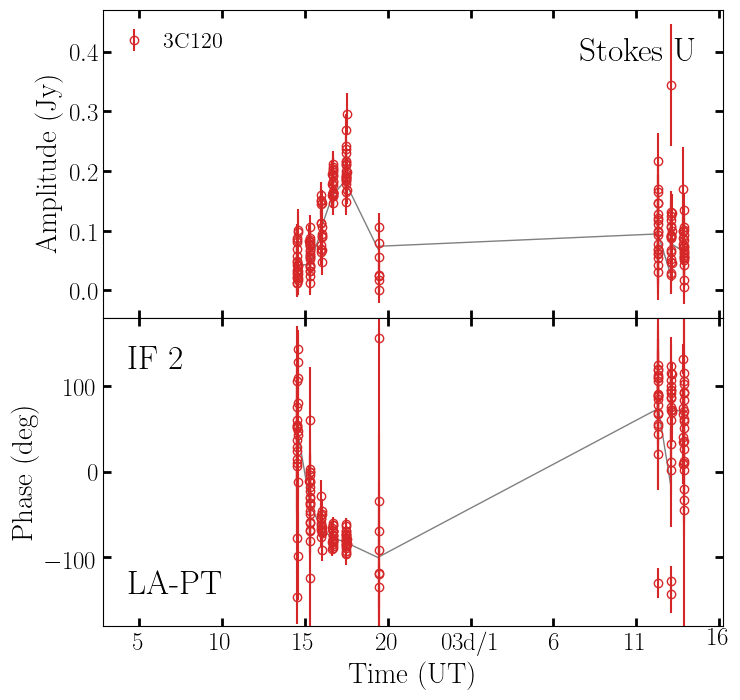 3C120
Stokes U
0.4
0.3
0.2
0.1
0.0
Amplitude (Jy)
IF 2
100
0
−100
Phase (deg)
LA-PT
5 10 15 20 03d/1 6 11 16
Time (UT)